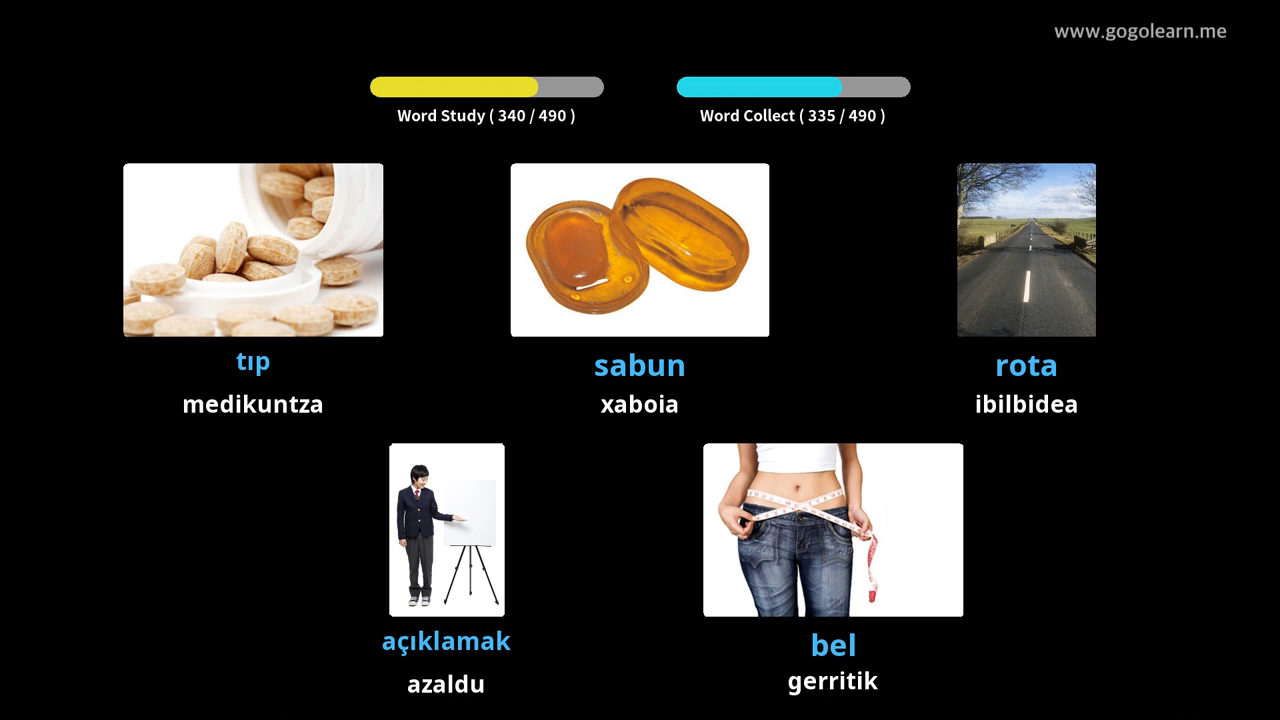 www.gogolearn.me
Word Study ( 340 / 490 )
Word Collect ( 335 / 490 )
tıp
medikuntza
sabun
xaboia
rota
ibilbidea
açıklamak
azaldu
bel
gerritik